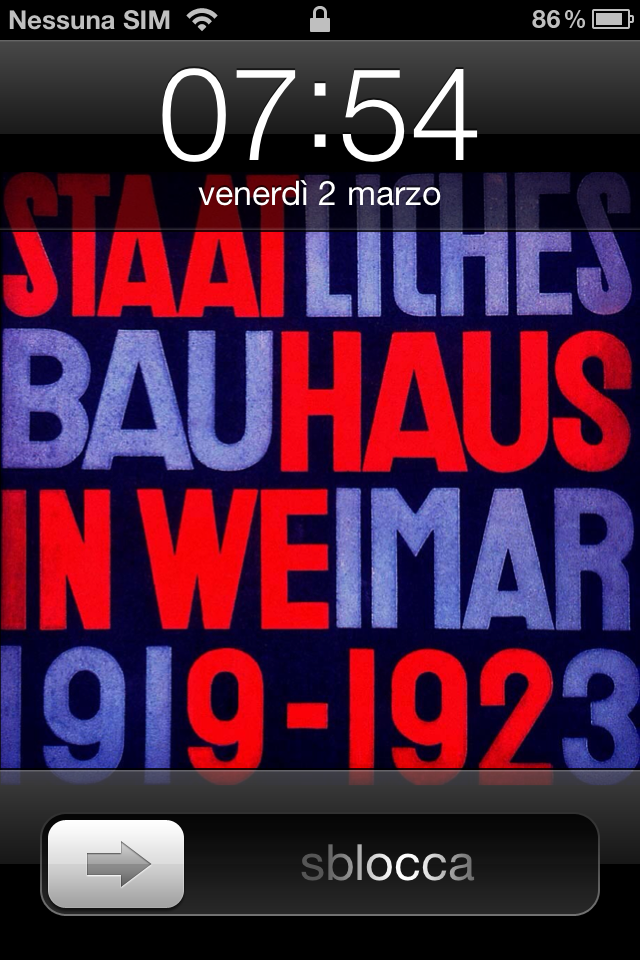 Nessuna SIM 86 %
07:54
venerdì 2 marzo
STAATLICHES
BAUHAUS
IN WEIMAR
1919-1923
sblocca